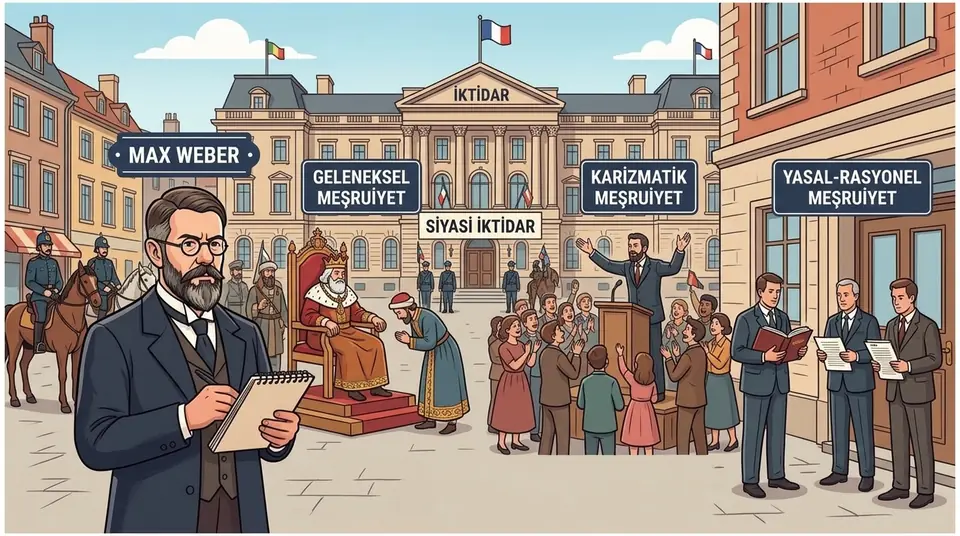 İKTİDAR
MAX WEBER
GELENEKSEL
MEŞRUİYET
KARİZMATİK
MEŞRUİYET
YASAL-RASYONEL
MEŞRUİYET
SİYASİ İKTİDAR